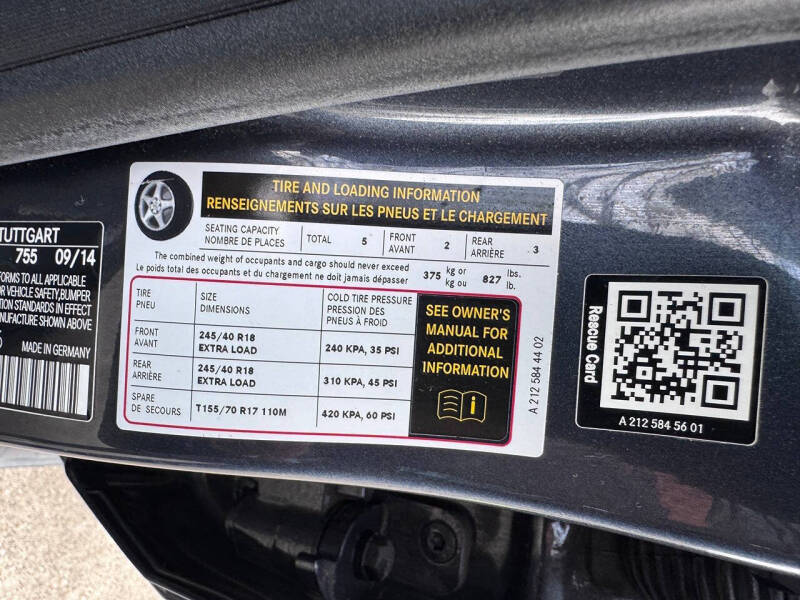 TUTTGART
755 09/14
FORMS TO ALL APPLICABLE
OR VEHICLE SAFETY, BUMPER
TION STANDARDS IN EFFECT
MANUFACTURE SHOWN ABOVE
MADE IN GERMANY
TIRE AND LOADING INFORMATION
RENSEIGNEMENTS SUR LES PNEUS ET LE CHARGEMENT
SEATING CAPACITY
NOMBRE DE PLACES
TOTAL 5
FRONT
AVANT
2
REAR
ARRIÈRE
3
The combined weight of occupants and cargo should never exceed
Le poids total des occupants et du chargement ne doit jamais dépasser
375 kg or
kg ou
827 lbs.
lb.
TIRE
PNEU
SIZE
DIMENSIONS
COLD TIRE PRESSURE
PRESSION DES
PNEUS À FROID
FRONT
AVANT
245/40 R18
EXTRA LOAD
240 KPA, 35 PSI
REAR
ARRIÈRE
245/40 R18
EXTRA LOAD
310 KPA, 45 PSI
SPARE
DE SECOURS
T155/70 R17 110M
420 KPA, 60 PSI
SEE OWNER'S
MANUAL FOR
ADDITIONAL
INFORMATION
A 212 584 44 02
Rescue Card
A 212 584 56 01